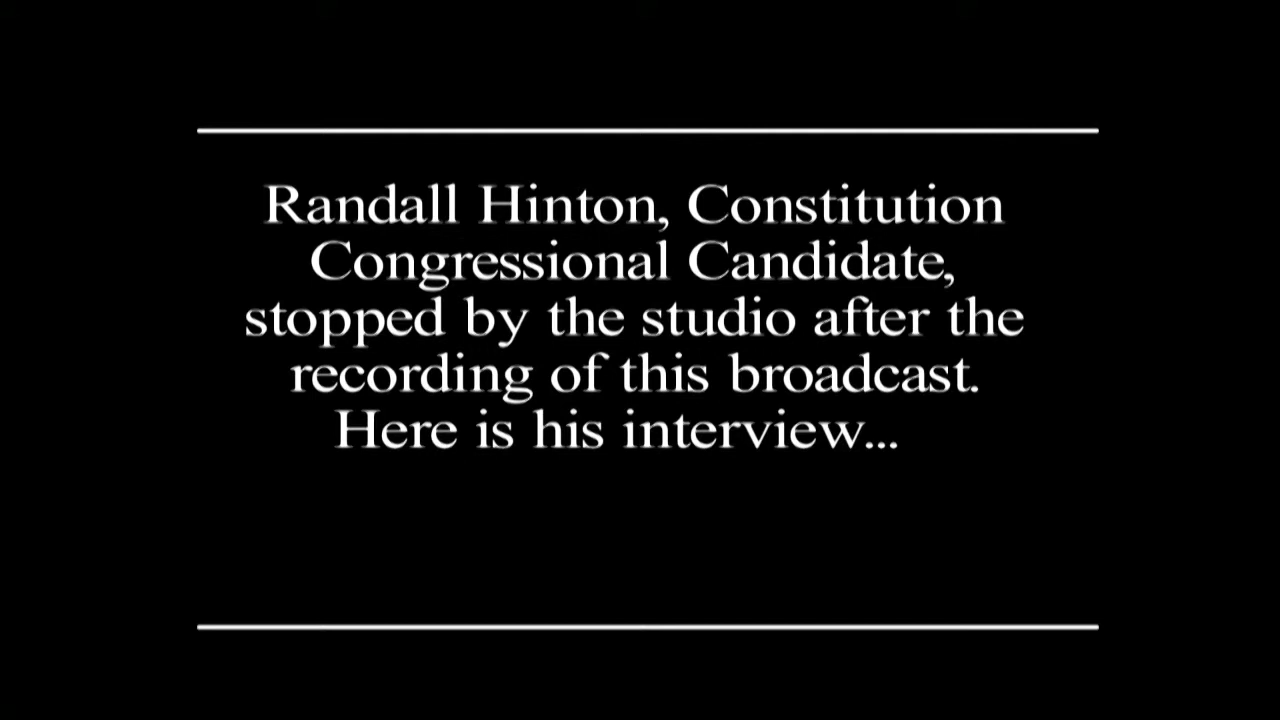 Randall Hinton, Constitution
Congressional Candidate,
stopped by the studio after the
recording of this broadcast.
Here is his interview...